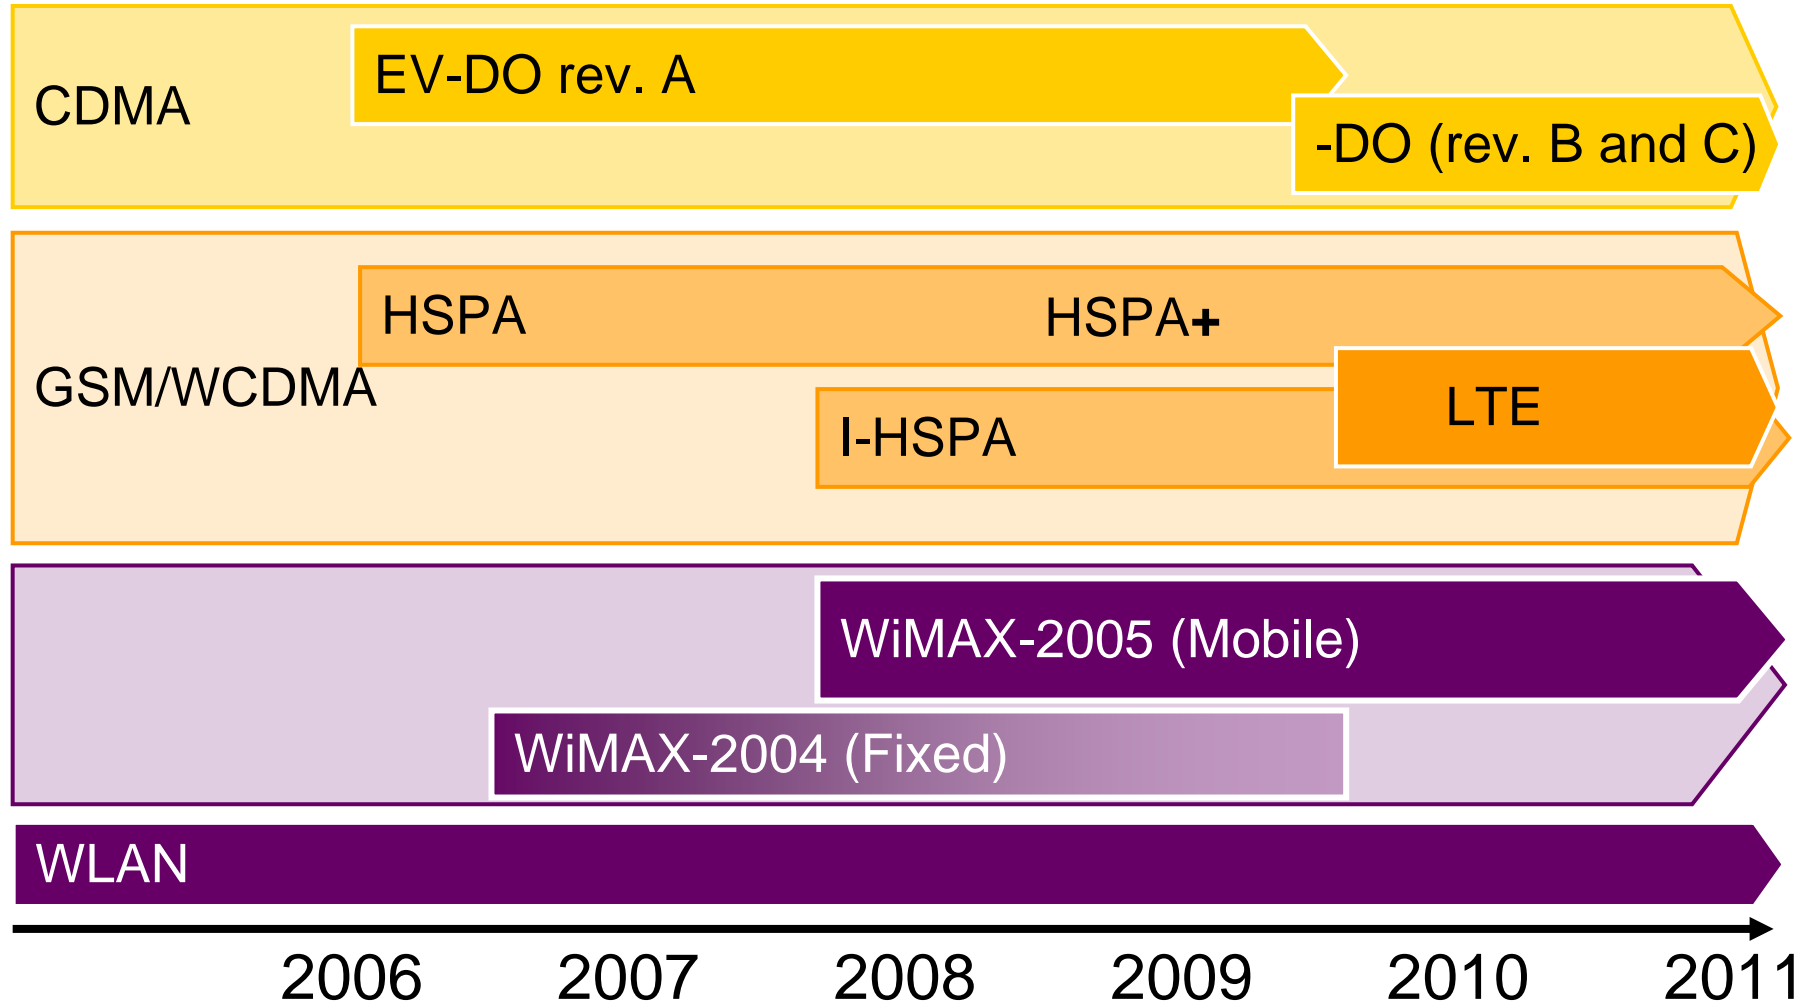 EV-DO rev. A
CDMA
-DO (rev. B and C)
HSPA
HSPA+
GSM/WCDMA
LTE
I-HSPA
WiMAX-2005 (Mobile)
WiMAX-2004 (Fixed)
WLAN
2006 2007 2008 2009 2010 2011